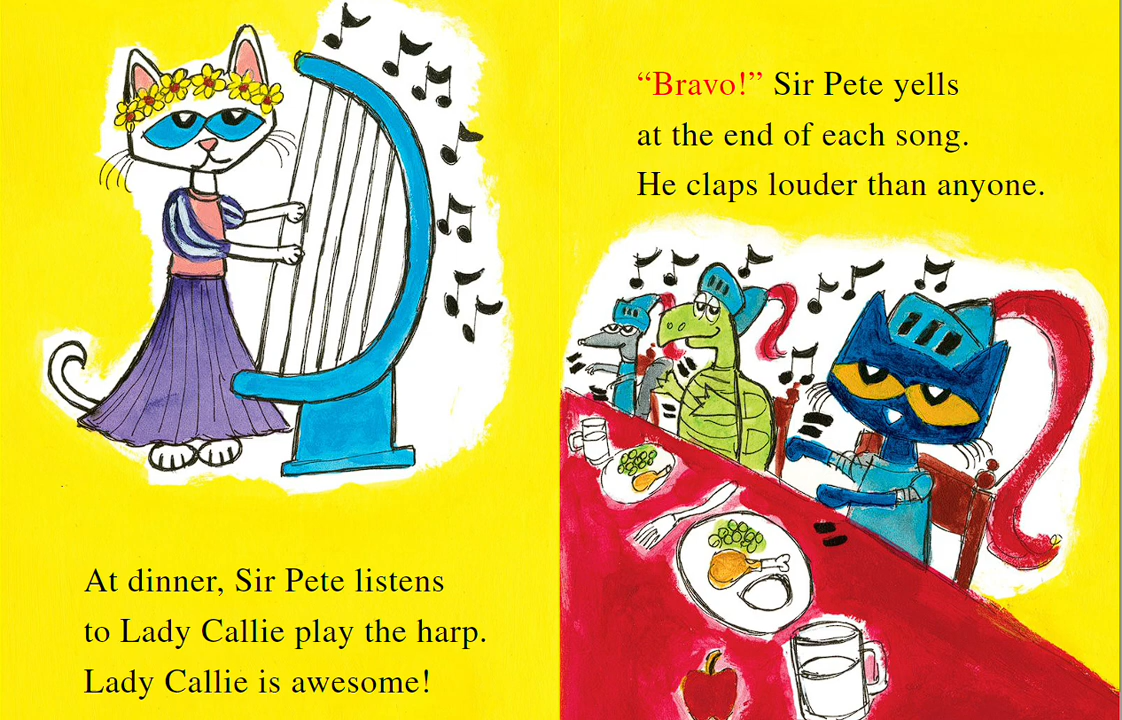 At dinner, Sir Pete listens
to Lady Callie play the harp.
Lady Callie is awesome!
“Bravo!” Sir Pete yells
at the end of each song.
He claps louder than anyone.